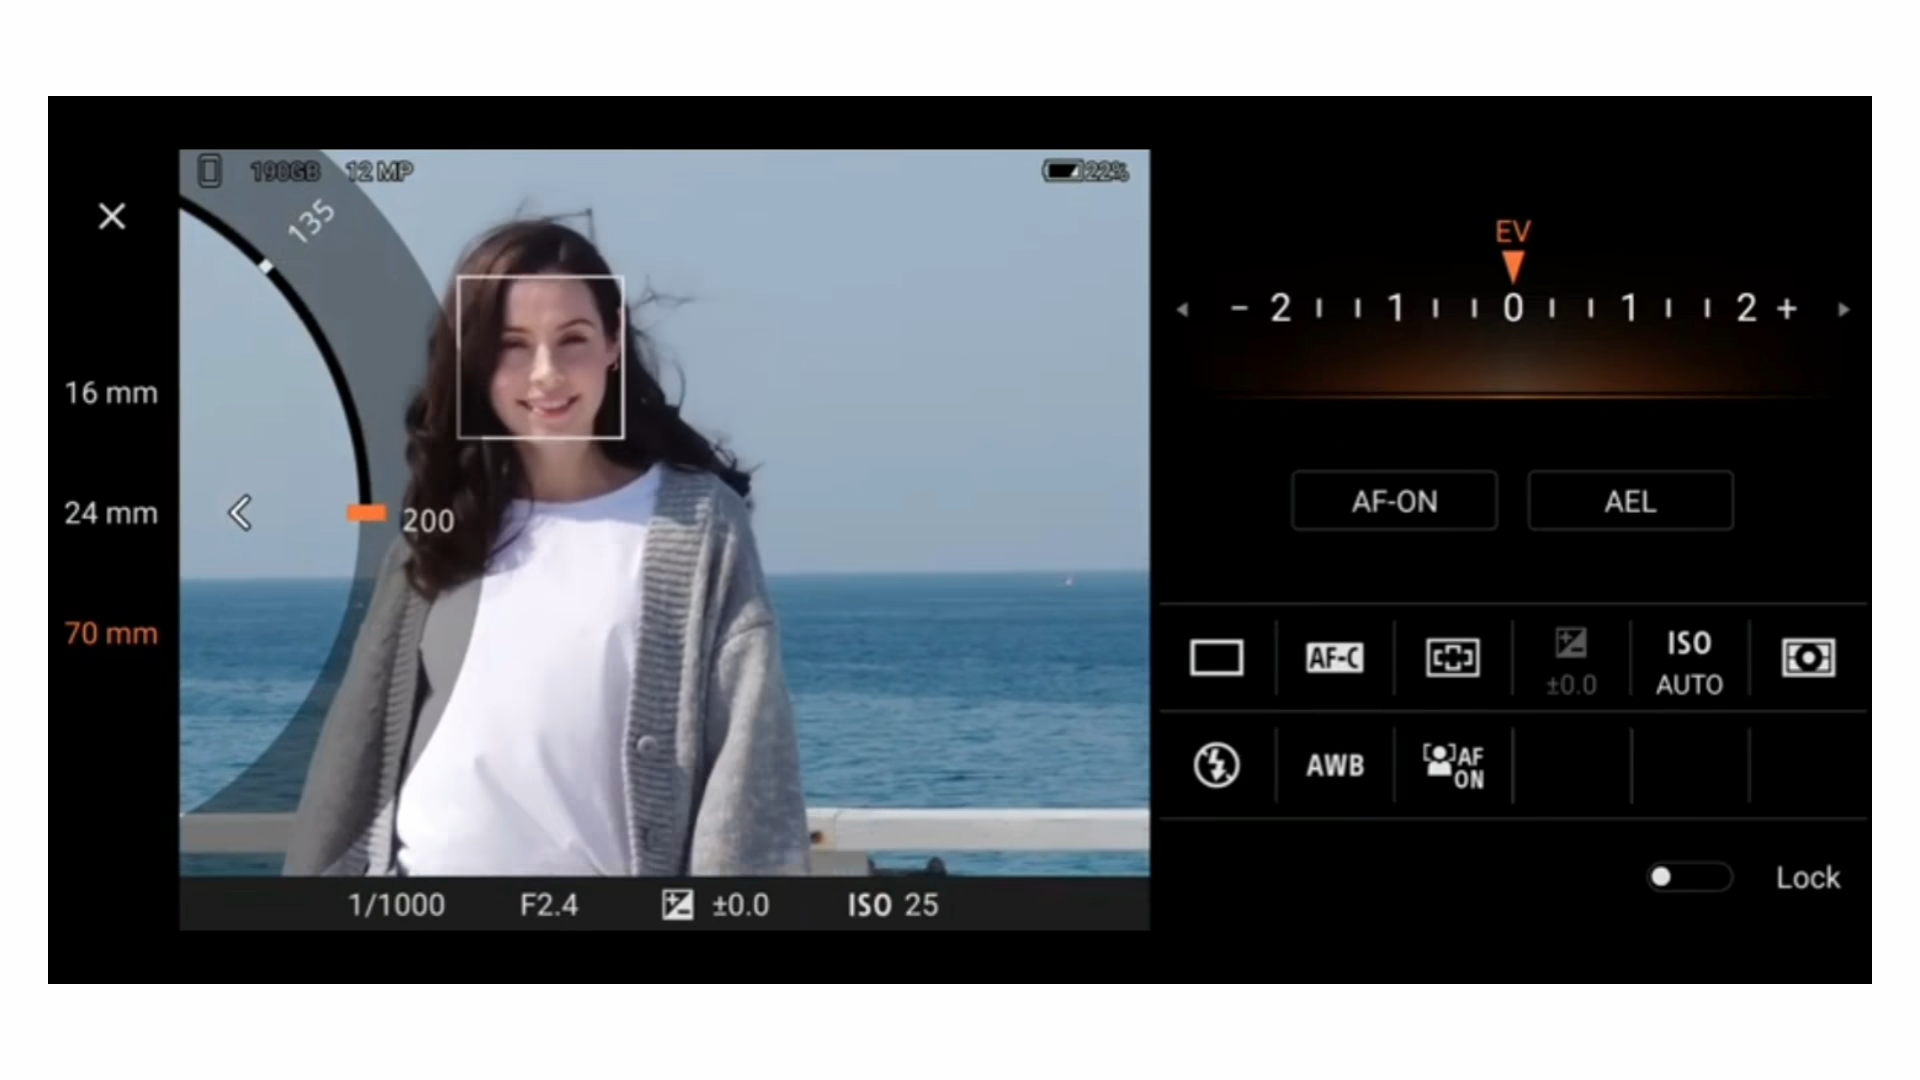 198GB 12 MP 22%
135
16 mm
24 mm
70 mm
200
1/1000 F2.4 ±0.0 ISO 25
EV
− 2 1 0 1 2 +
AF-ON AEL
AF-C ±0.0 ISO AUTO
AWB AF ON
Lock